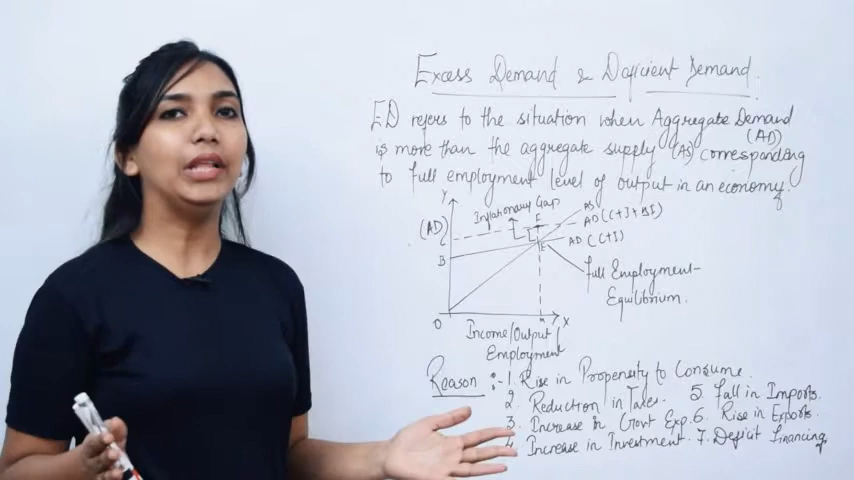 Excess Demand & Deficient Demand.
ED refers to the situation when Aggregate Demand
(AD)
is more than the aggregate supply (AS) corresponding
to full employment level of output in an economy.
Y
Inflationary Gap
F
AS
AD (C+I+ΔI)
(AD)
C
AD (C+I)
B
E
Full Employment-
Equilibrium.
O
M
X
Income/Output/
Employment
Reason :- 1. Rise in Propensity to Consume.
2. Reduction in Taxes.
3. Increase in Govt Exp.
4. Increase in Investment.
5. Fall in Imports.
6. Rise in Exports.
7. Deficit Financing.